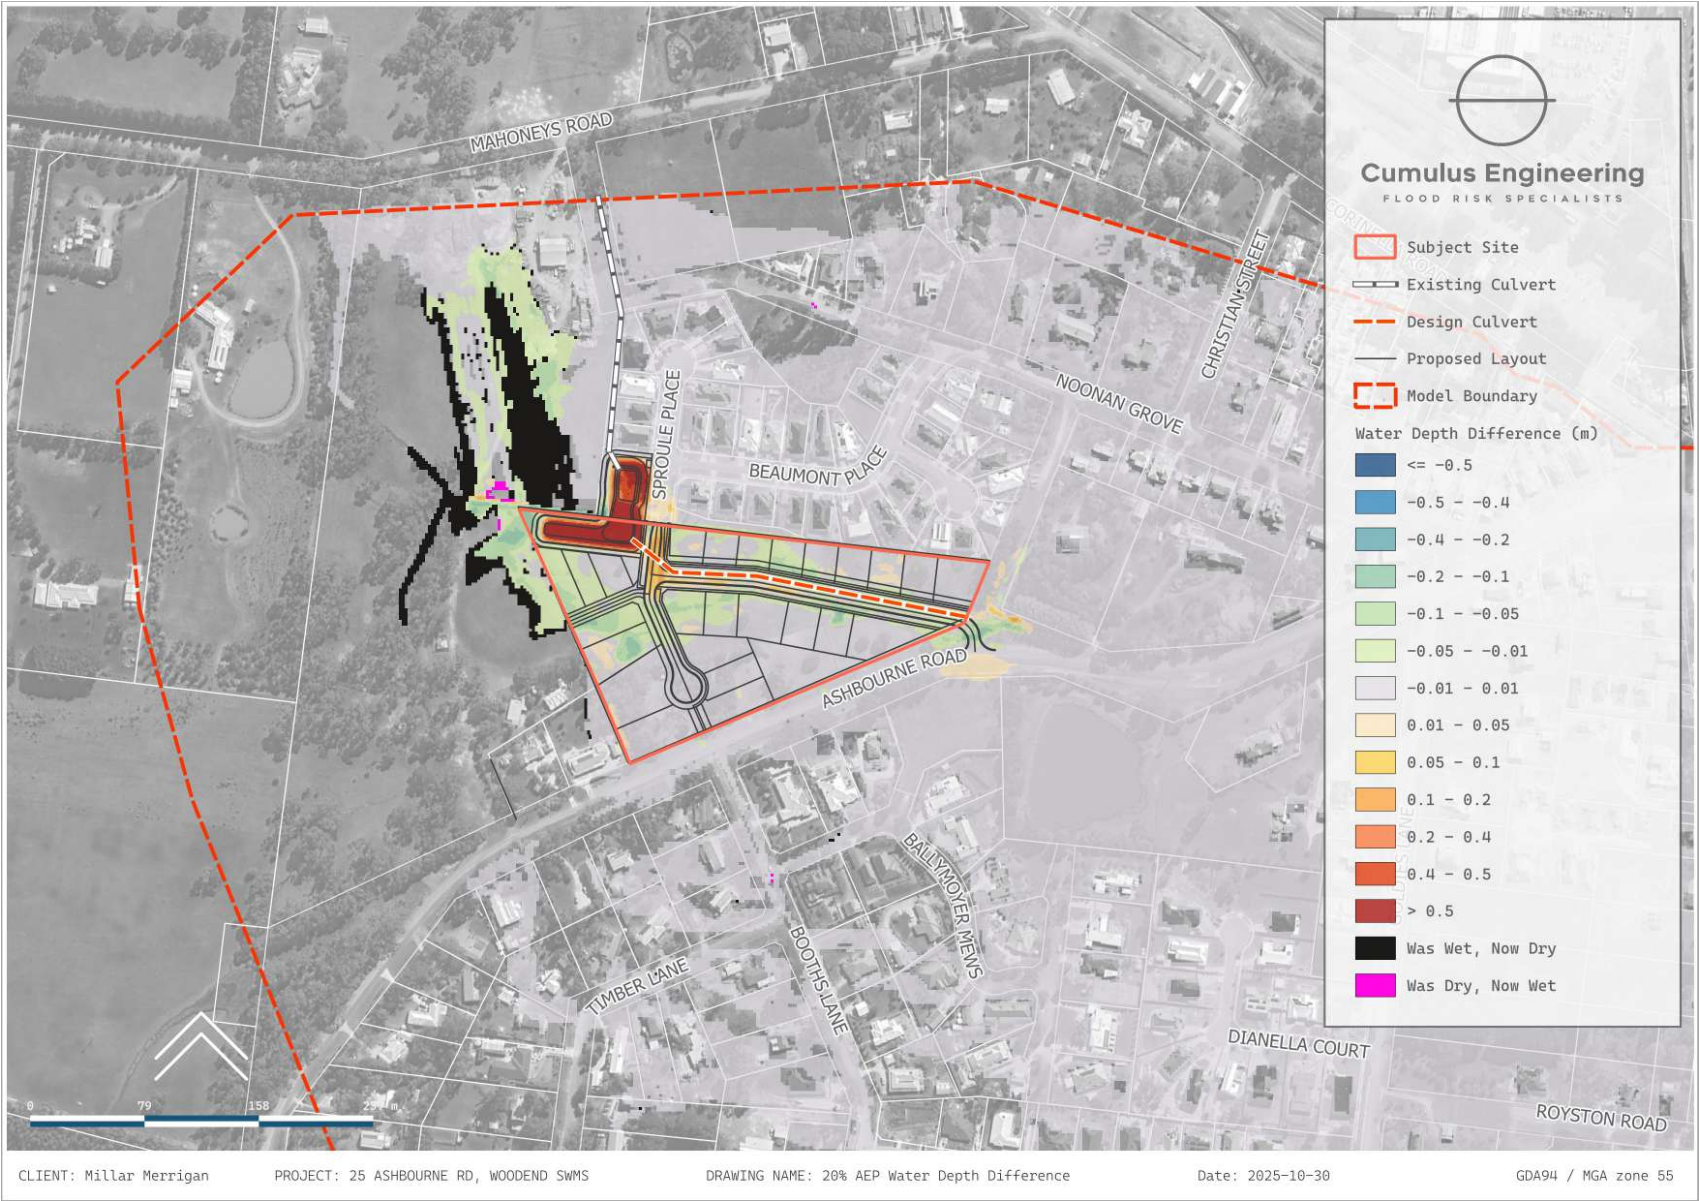 MAHONEYS ROAD
CHRISTIAN STREET
NOONAN GROVE
SPROULE PLACE
BEAUMONT PLACE
ASHBOURNE ROAD
BALLYMOYER MEWS
BOOTHS LANE
TIMBER LANE
DIANELLA COURT
ROYSTON ROAD
0 79 158
m
Cumulus Engineering
FLOOD RISK SPECIALISTS
Subject Site
Existing Culvert
Design Culvert
Proposed Layout
Model Boundary
Water Depth Difference (m)
<= -0.5
-0.5 - -0.4
-0.4 - -0.2
-0.2 - -0.1
-0.1 - -0.05
-0.05 - -0.01
-0.01 - 0.01
0.01 - 0.05
0.05 - 0.1
0.1 - 0.2
0.2 - 0.4
0.4 - 0.5
> 0.5
Was Wet, Now Dry
Was Dry, Now Wet
CLIENT: Millar Merrigan PROJECT: 25 ASHBOURNE RD, WOODEND SWMS DRAWING NAME: 20% AEP Water Depth Difference Date: 2025-10-30 GDA94 / MGA zone 55